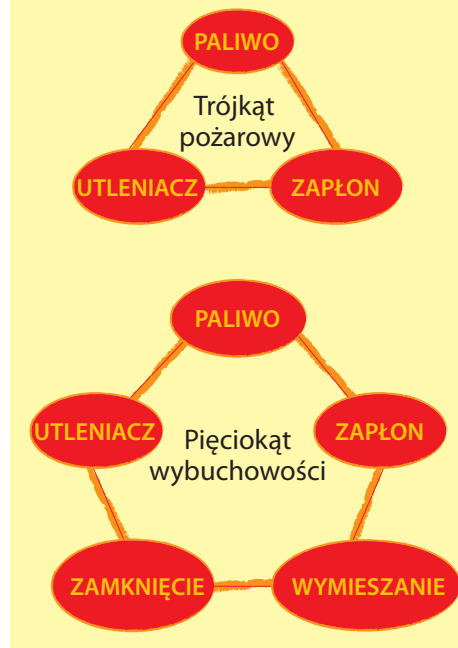 PALIWO
Trójkąt
pożarowy
UTLENIACZ
ZAPŁON
PALIWO
UTLENIACZ
ZAPŁON
Pięciokąt
wybuchowości
ZAMKNIĘCIE
WYMIESZANIE